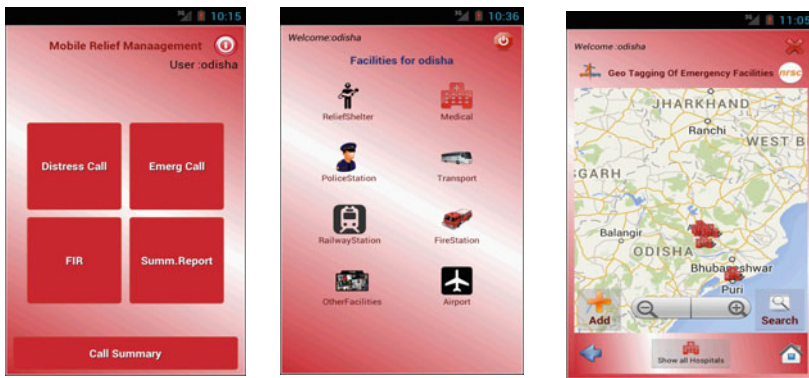 10:15
Mobile Relief Manaagement
User :odisha
Distress Call
Emerg Call
FIR
Summ.Report
Call Summary
10:36
Welcome:odisha
Facilities for odisha
ReliefShelter
Medical
PoliceStation
Transport
RailwayStation
FireStation
OtherFacilities
Airport
11:05
Welcome :odisha
Geo Tagging Of Emergency Facilities
nrsc
JHARKHAND
Ranchi
WEST B
GARH
Balangir
ODISHA
Bhubaneshwar
Puri
Add
Search
Show all Hospitals